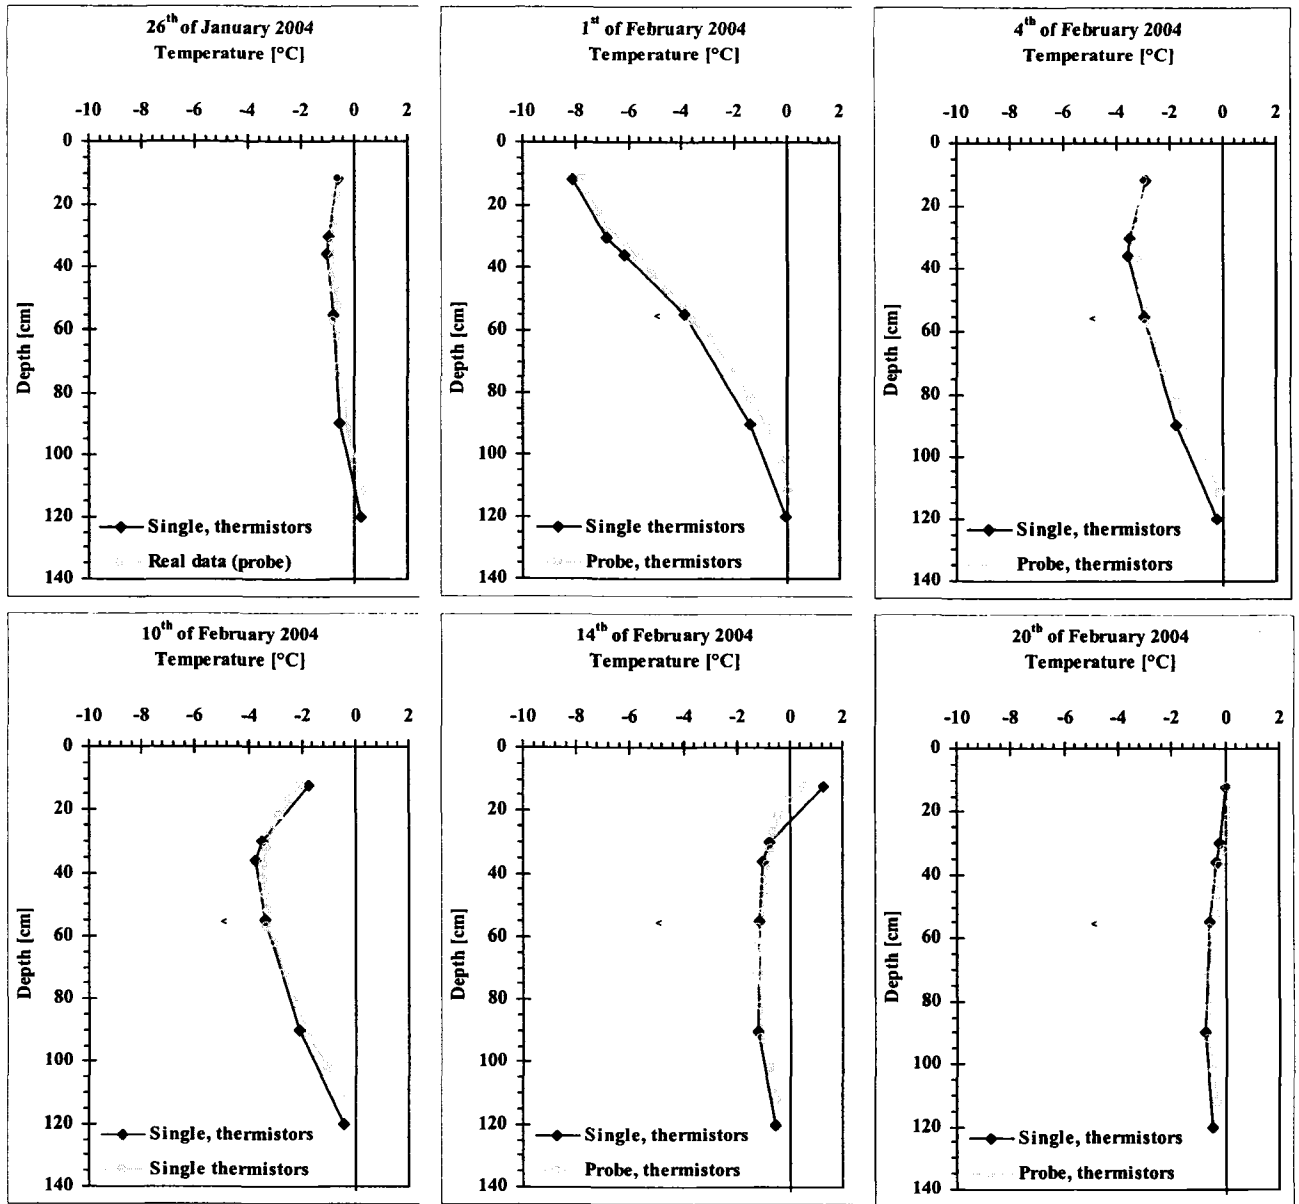 26th of January 2004
Temperature [°C]
-10 -8 -6 -4 -2 0 2
0
20
40
60
80
100
120
140
Depth [cm]
Single, thermistors
Real data (probe)
1st of February 2004
Temperature [°C]
-10 -8 -6 -4 -2 0 2
0
20
40
60
80
100
120
140
Depth [cm]
<
Single thermistors
Probe, thermistors
4th of February 2004
Temperature [°C]
-10 -8 -6 -4 -2 0 2
0
20
40
60
80
100
120
140
Depth [cm]
<
Single, thermistors
Probe, thermistors
10th of February 2004
Temperature [°C]
-10 -8 -6 -4 -2 0 2
0
20
40
60
80
100
120
140
Depth [cm]
<
Single, thermistors
Single thermistors
14th of February 2004
Temperature [°C]
-10 -8 -6 -4 -2 0 2
0
20
40
60
80
100
120
140
Depth [cm]
<
Single, thermistors
Probe, thermistors
20th of February 2004
Temperature [°C]
-10 -8 -6 -4 -2 0 2
0
20
40
60
80
100
120
140
Depth [cm]
<
Single, thermistors
Probe, thermistors